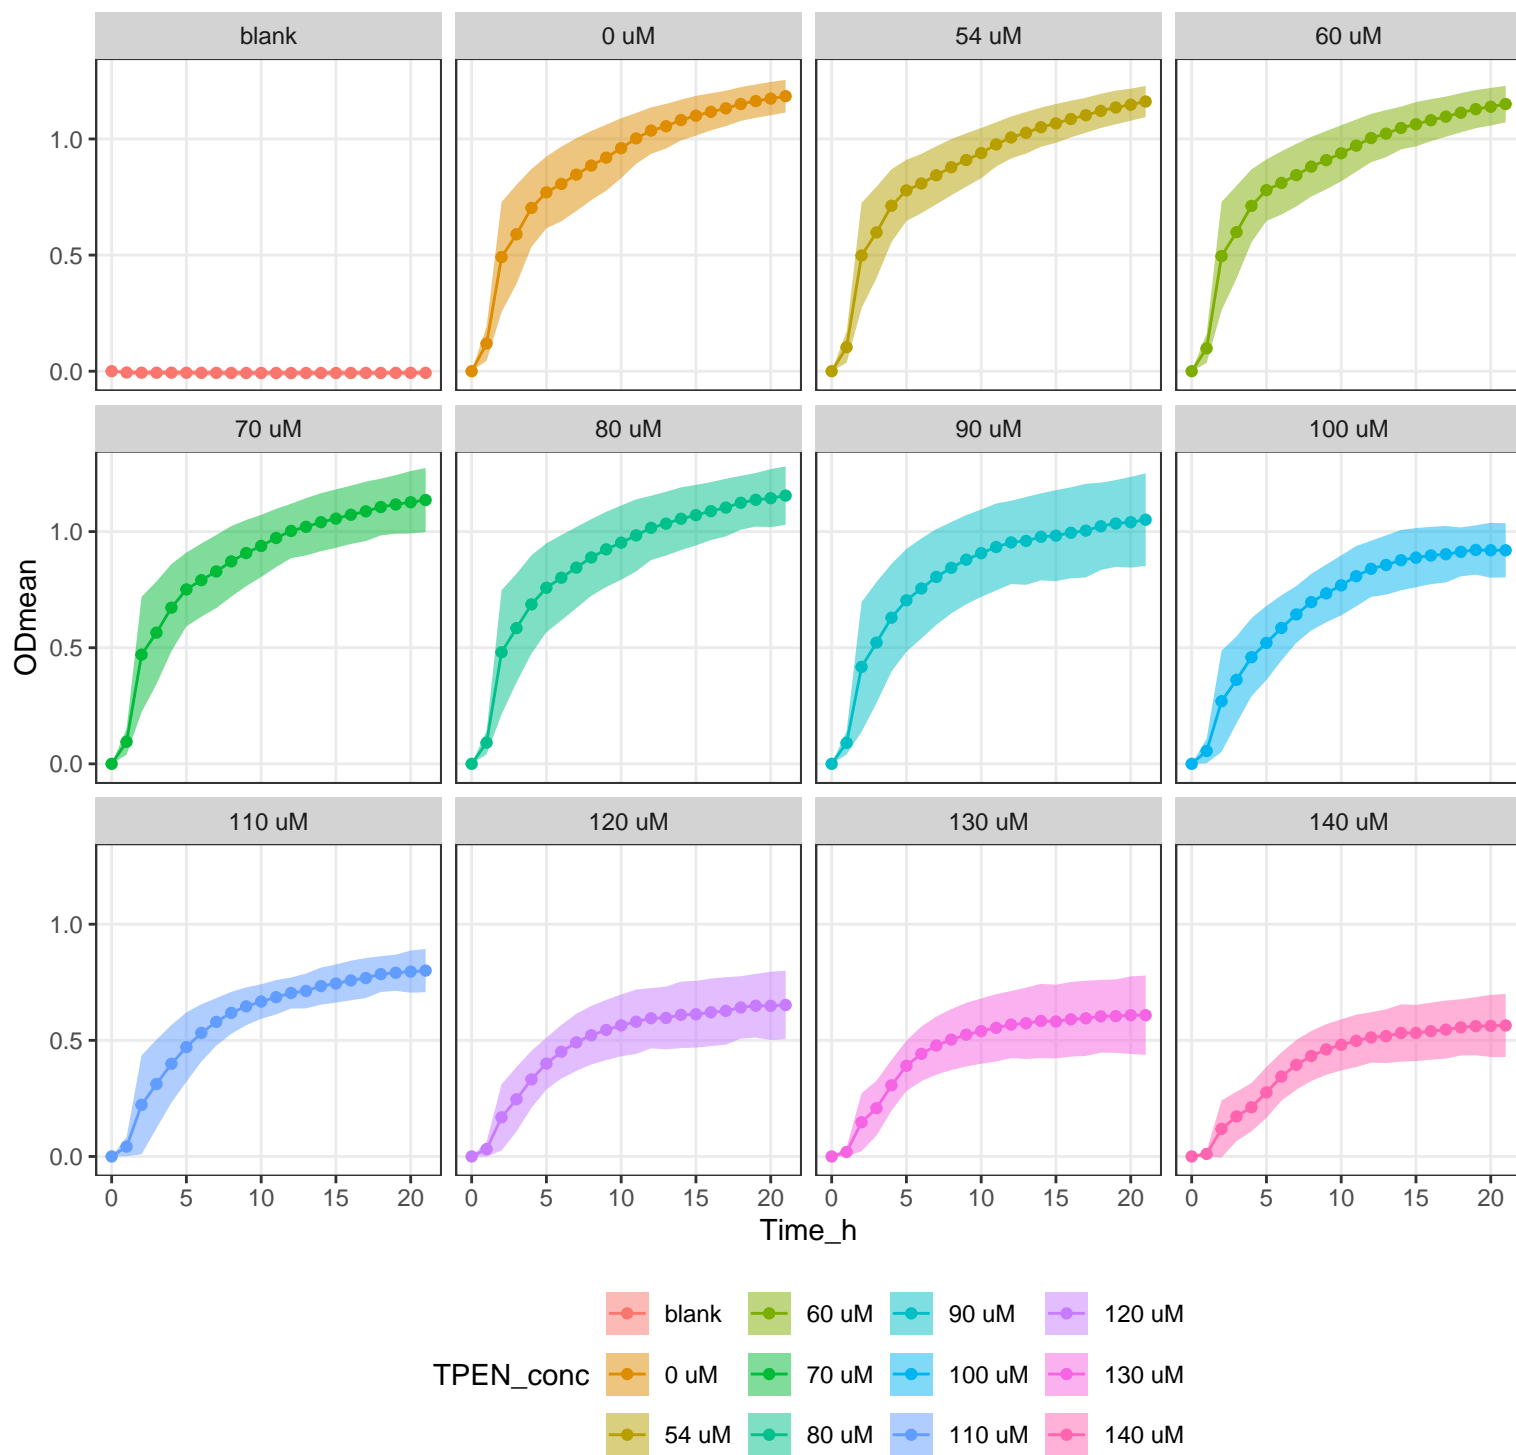 blank 0 uM 54 uM 60 uM
1.0
0.5
0.0
70 uM 80 uM 90 uM 100 uM
1.0
0.5
0.0
110 uM 120 uM 130 uM 140 uM
1.0
0.5
0.0
0 5 10 15 20 0 5 10 15 20 0 5 10 15 20 0 5 10 15 20
ODmean
Time_h
TPEN_conc
blank 60 uM 90 uM 120 uM
0 uM 70 uM 100 uM 130 uM
54 uM 80 uM 110 uM 140 uM